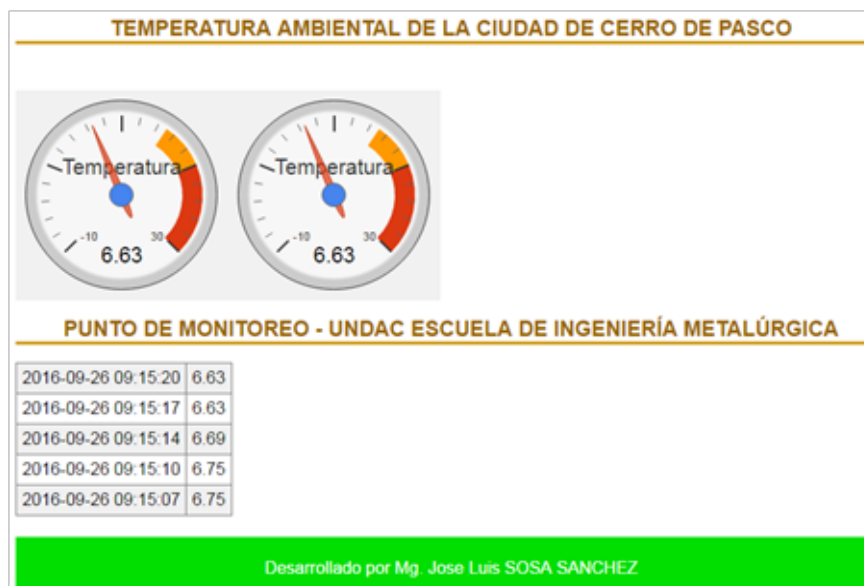 TEMPERATURA AMBIENTAL DE LA CIUDAD DE CERRO DE PASCO
Temperatura
-10
30
6.63
Temperatura
-10
30
6.63
PUNTO DE MONITOREO - UNDAC ESCUELA DE INGENIERÍA METALÚRGICA
2016-09-26 09:15:20 6.63
2016-09-26 09:15:17 6.63
2016-09-26 09:15:14 6.69
2016-09-26 09:15:10 6.75
2016-09-26 09:15:07 6.75
Desarrollado por Mg. Jose Luis SOSA SANCHEZ